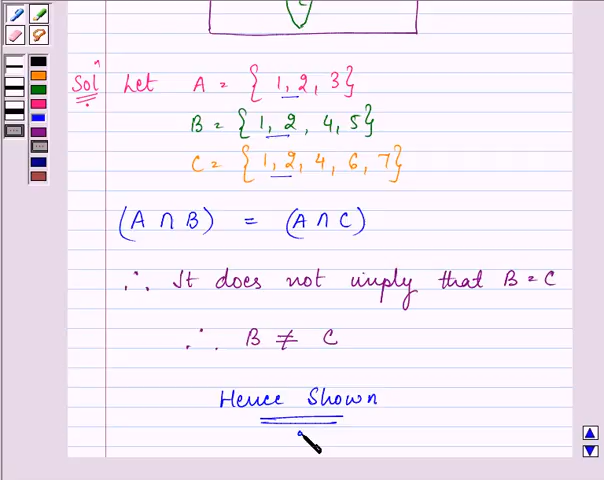 Solⁿ Let A = { 1, 2, 3}
B = { 1, 2, 4, 5}
C = { 1, 2, 4, 6, 7}
(A ∩ B) = (A ∩ C)
∴ It does not imply that B = C
∴ B ≠ C
Hence Shown